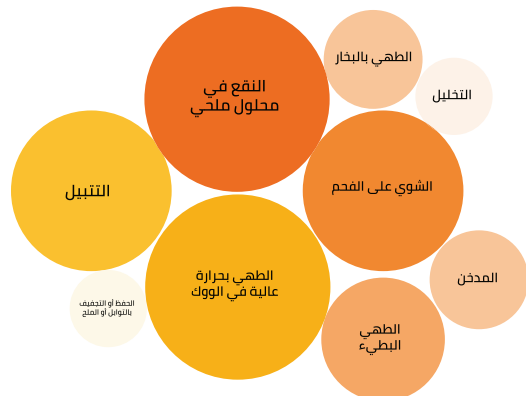 الطهي بالبخار
النقع في
محلول ملحي
التخليل
الشوي على الفحم
التتبيل
الطهي بحرارة
عالية في الووك
المدخن
الحفظ أو التجفيف
بالتوابل أو الملح
الطهي
البطيء